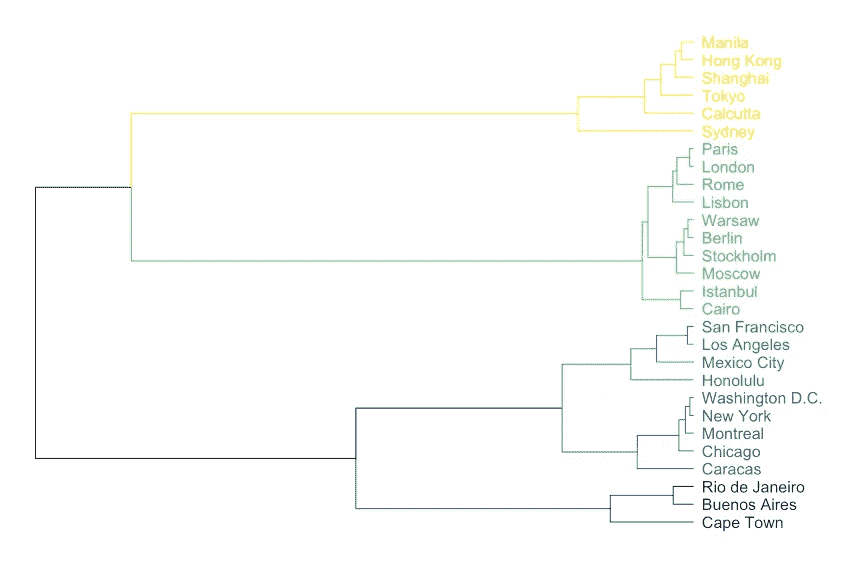 Manila
Hong Kong
Shanghai
Tokyo
Calcutta
Sydney
Paris
London
Rome
Lisbon
Warsaw
Berlin
Stockholm
Moscow
Istanbul
Cairo
San Francisco
Los Angeles
Mexico City
Honolulu
Washington D.C.
New York
Montreal
Chicago
Caracas
Rio de Janeiro
Buenos Aires
Cape Town